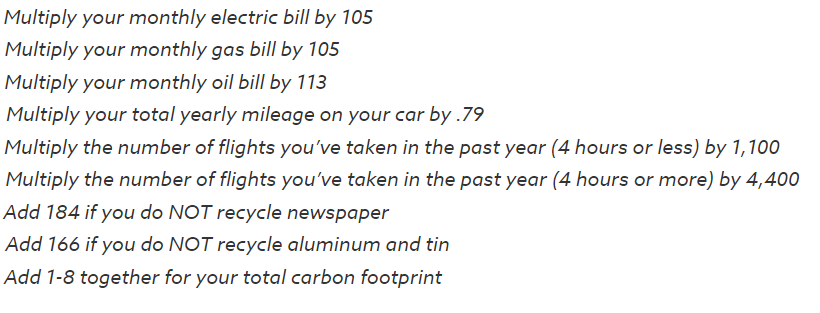 Multiply your monthly electric bill by 105
Multiply your monthly gas bill by 105
Multiply your monthly oil bill by 113
Multiply your total yearly mileage on your car by .79
Multiply the number of flights you’ve taken in the past year (4 hours or less) by 1,100
Multiply the number of flights you’ve taken in the past year (4 hours or more) by 4,400
Add 184 if you do NOT recycle newspaper
Add 166 if you do NOT recycle aluminum and tin
Add 1-8 together for your total carbon footprint